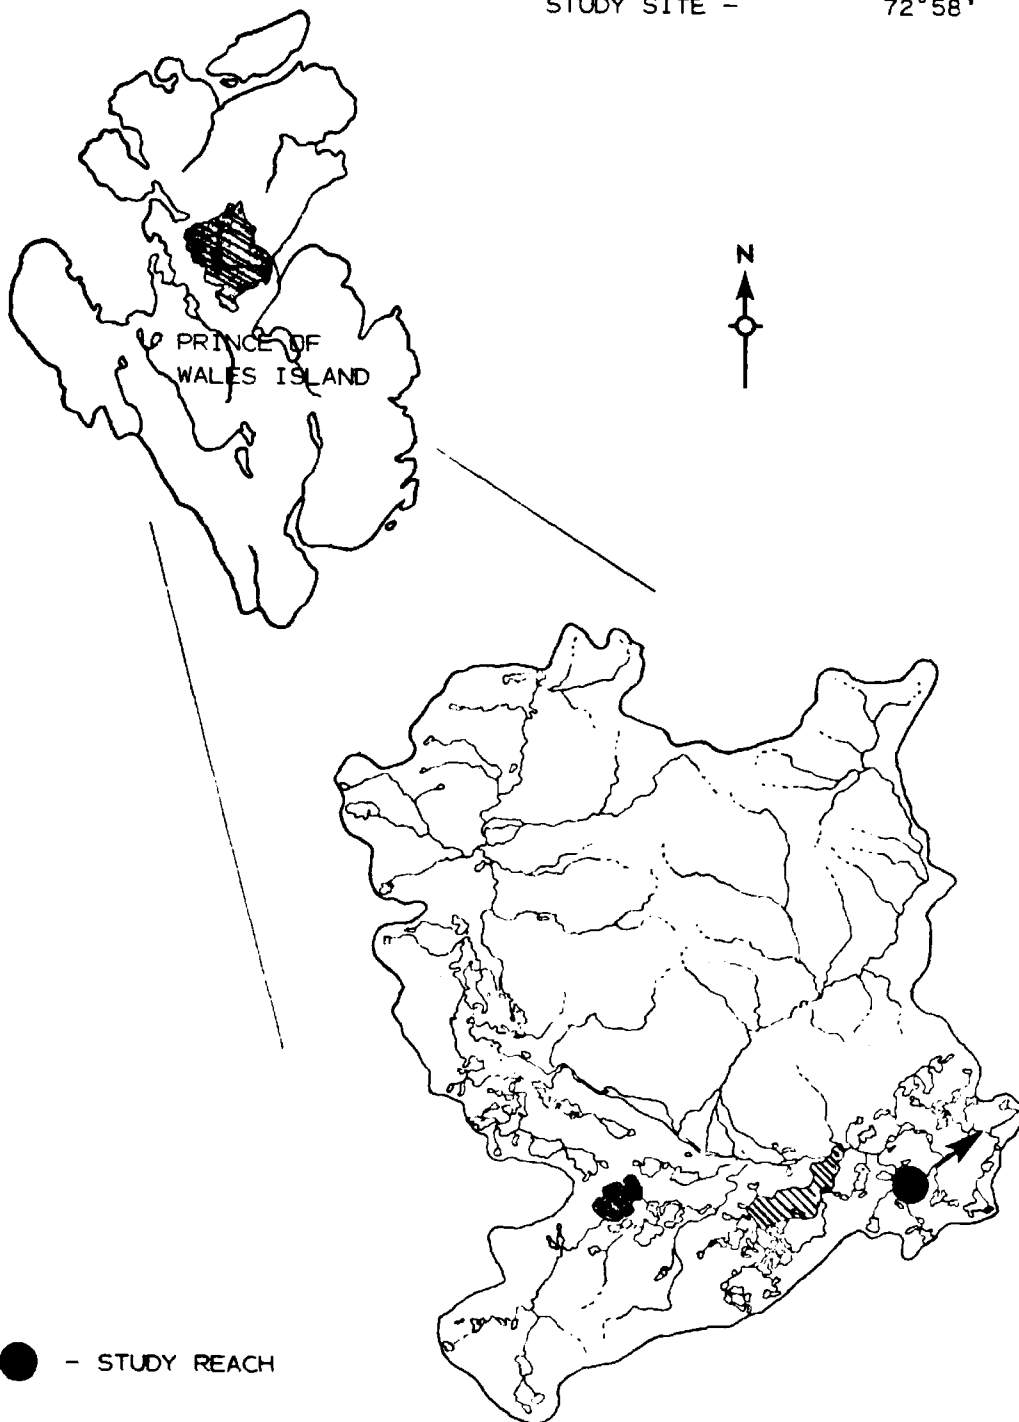 STUDY SITE - 72°58'
N
PRINCE OF
WALES ISLAND
- STUDY REACH